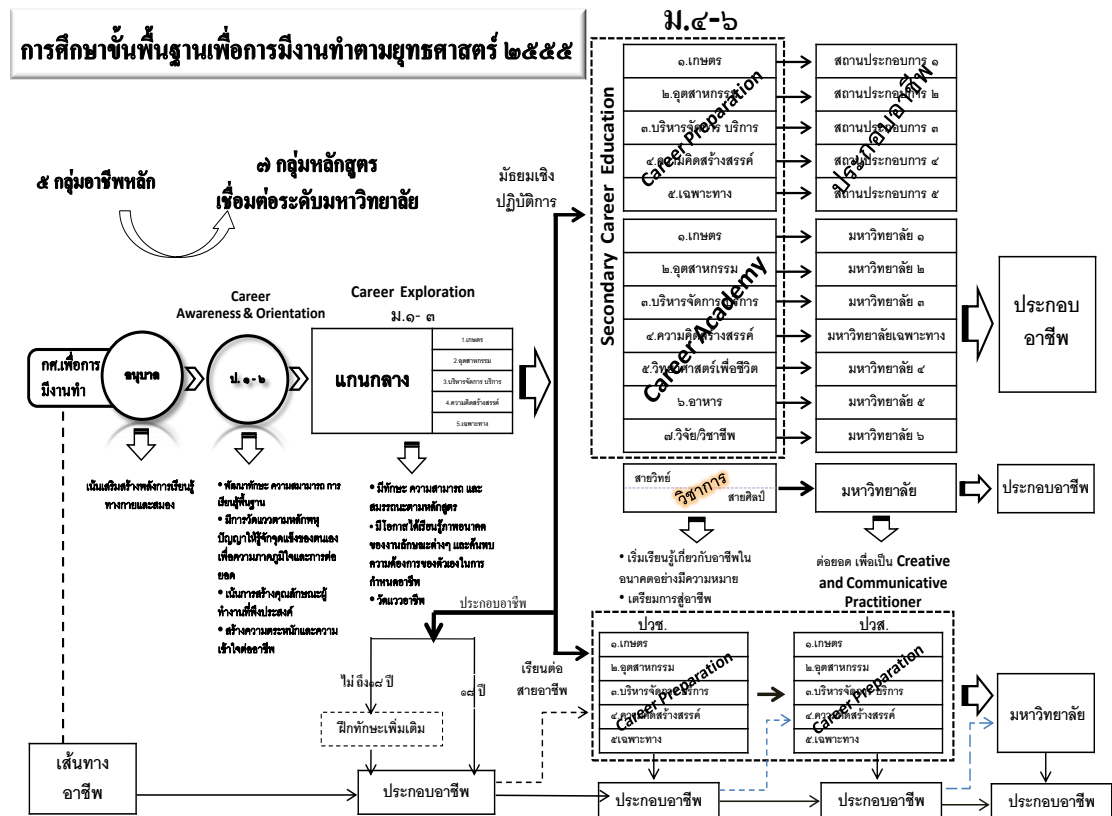 การศึกษาขั้นพื้นฐานเพื่อการมีงานทำตามยุทธศาสตร์ ๒๕๕๕
ม.๔-๖
๕ กลุ่มอาชีพหลัก
๗ กลุ่มหลักสูตร
เชื่อมต่อระดับมหาวิทยาลัย
มัธยมเชิง
ปฏิบัติการ
Secondary Career Education
๑.เกษตร
๒.อุตสาหกรรม
๓.บริหารจัดการ บริการ
๔.ความคิดสร้างสรรค์
๕.เฉพาะทาง
Career Preparation
สถานประกอบการ ๑
สถานประกอบการ ๒
สถานประกอบการ ๓
สถานประกอบการ ๔
สถานประกอบการ ๕
ประกอบอาชีพ
๑.เกษตร
๒.อุตสาหกรรม
๓.บริหารจัดการ บริการ
๔.ความคิดสร้างสรรค์
๕.วิทยาศาสตร์เพื่อชีวิต
๖.อาหาร
๗.วิจัย/วิชาชีพ
Career Academy
มหาวิทยาลัย ๑
มหาวิทยาลัย ๒
มหาวิทยาลัย ๓
มหาวิทยาลัยเฉพาะทาง
มหาวิทยาลัย ๔
มหาวิทยาลัย ๕
มหาวิทยาลัย ๖
ประกอบ
อาชีพ
Career
Awareness & Orientation
Career Exploration
ม.๑- ๓
กศ.เพื่อการ
มีงานทำ
อนุบาล
ป. ๑ - ๖
แกนกลาง
1.เกษตร
2.อุตสาหกรรม
3.บริหารจัดการ บริการ
4.ความคิดสร้างสรรค์
5.เฉพาะทาง
เน้นเสริมสร้างพลังการเรียนรู้
ทางกายและสมอง
• พัฒนาทักษะ ความสมามารถ การ
เรียนรู้พื้นฐาน
• มีการวัดแววตามหลักพหุ
ปัญญาให้รู้จักจุดแข็งของตนเอง
เพื่อความภาคภูมิใจและการต่อ
ยอด
• เน้นการสร้างคุณลักษณะผู้
ทำงานที่พึงประสงค์
• สร้างความตระหนักและความ
เข้าใจต่ออาชีพ
• มีทักษะ ความสามารถ และ
สมรรถนะตามหลักสูตร
• มีโอกาสได้เรียนรู้ภาพอนาคต
ของงานลักษณะต่างๆ และค้นพบ
ความต้องการของตัวเองในการ
กำหนดอาชีพ
• วัดแววอาชีพ
สายวิทย์
วิชาการ
สายศิลป์
มหาวิทยาลัย
ประกอบอาชีพ
• เริ่มเรียนรู้เกี่ยวกับอาชีพใน
อนาคตอย่างมีความหมาย
• เตรียมการสู่อาชีพ
ต่อยอด เพื่อเป็น Creative
and Communicative
Practitioner
ประกอบอาชีพ
ไม่ ถึง๑๘ ปี
๑๘ ปี
ฝึกทักษะเพิ่มเติม
เรียนต่อ
สายอาชีพ
ปวช.
๑.เกษตร
๒.อุตสาหกรรม
๓.บริหารจัดการ บริการ
๔.ความคิดสร้างสรรค์
๕เฉพาะทาง
Career Preparation
ปวส.
๑.เกษตร
๒.อุตสาหกรรม
๓.บริหารจัดการ บริการ
๔.ความคิดสร้างสรรค์
๕.เฉพาะทาง
Career Preparation
มหาวิทยาลัย
เส้นทาง
อาชีพ
ประกอบอาชีพ
ประกอบอาชีพ
ประกอบอาชีพ
ประกอบอาชีพ